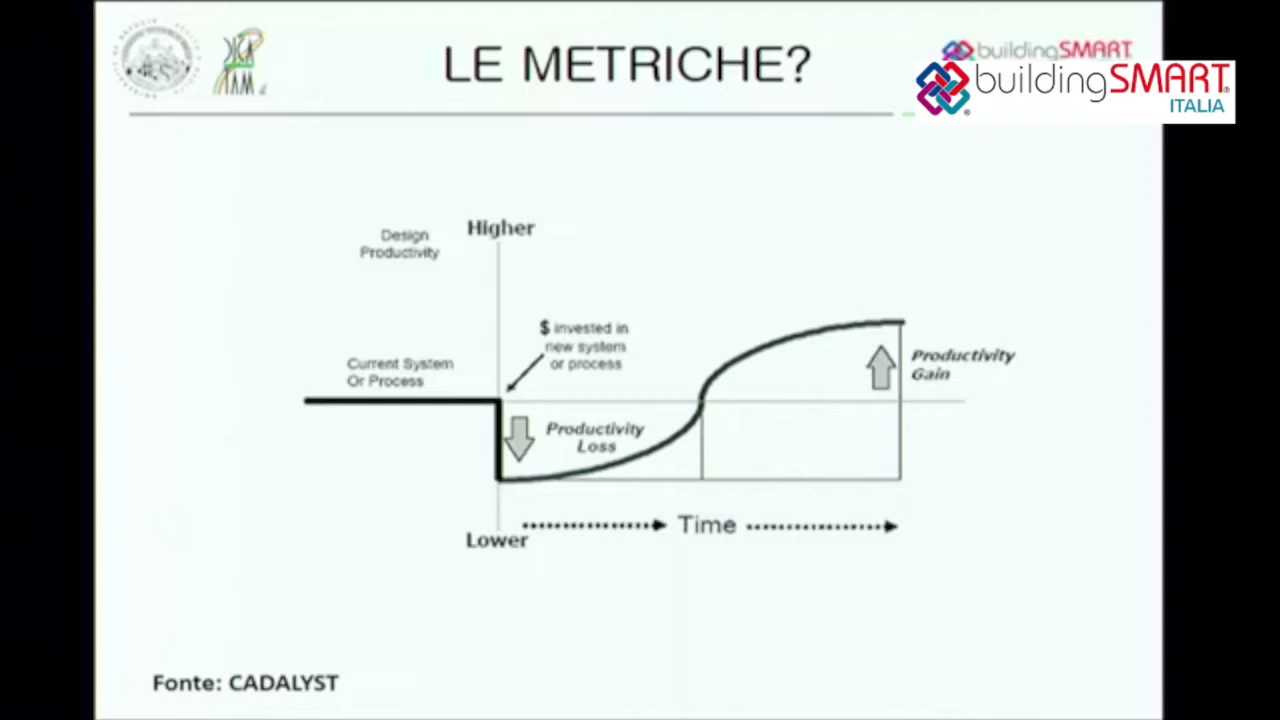 LE METRICHE?
buildingSMART
buildingSMART®
ITALIA
Higher
Design
Productivity
$ invested in
new system
or process
Current System
Or Process
Productivity
Gain
Productivity
Loss
Time
Lower
Fonte: CADALYST